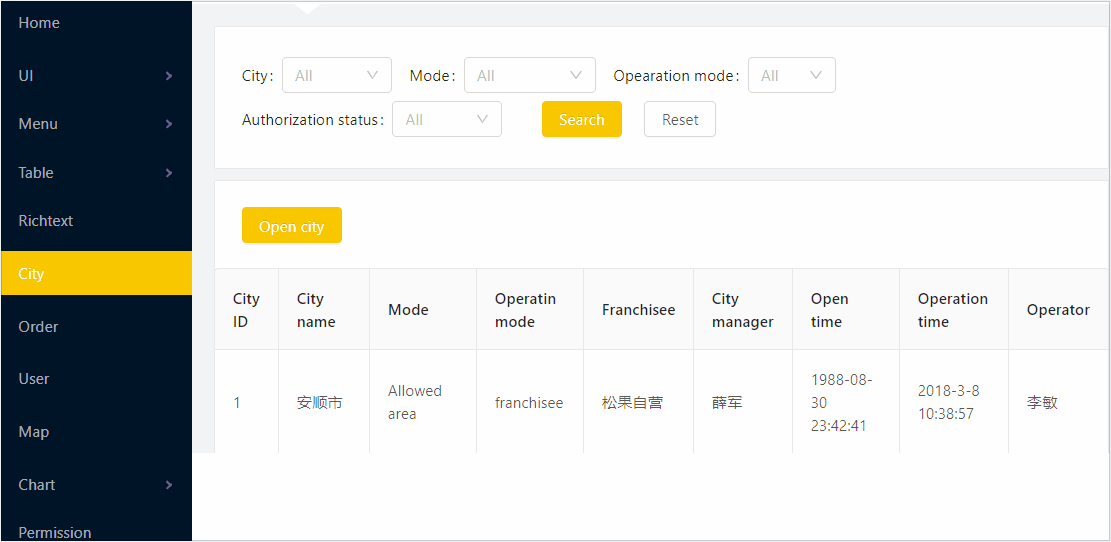 Home
UI
Menu
Table
Richtext
City
Order
User
Map
Chart
Permission
City: All Mode: All Opearation mode: All
Authorization status: All Search Reset
Open city
City ID
City name
Mode
Operatin mode
Franchisee
City manager
Open time
Operation time
Operator
1
安顺市
Allowed area
franchisee
松果自营
薛军
1988-08-30 23:42:41
2018-3-8 10:38:57
李敏